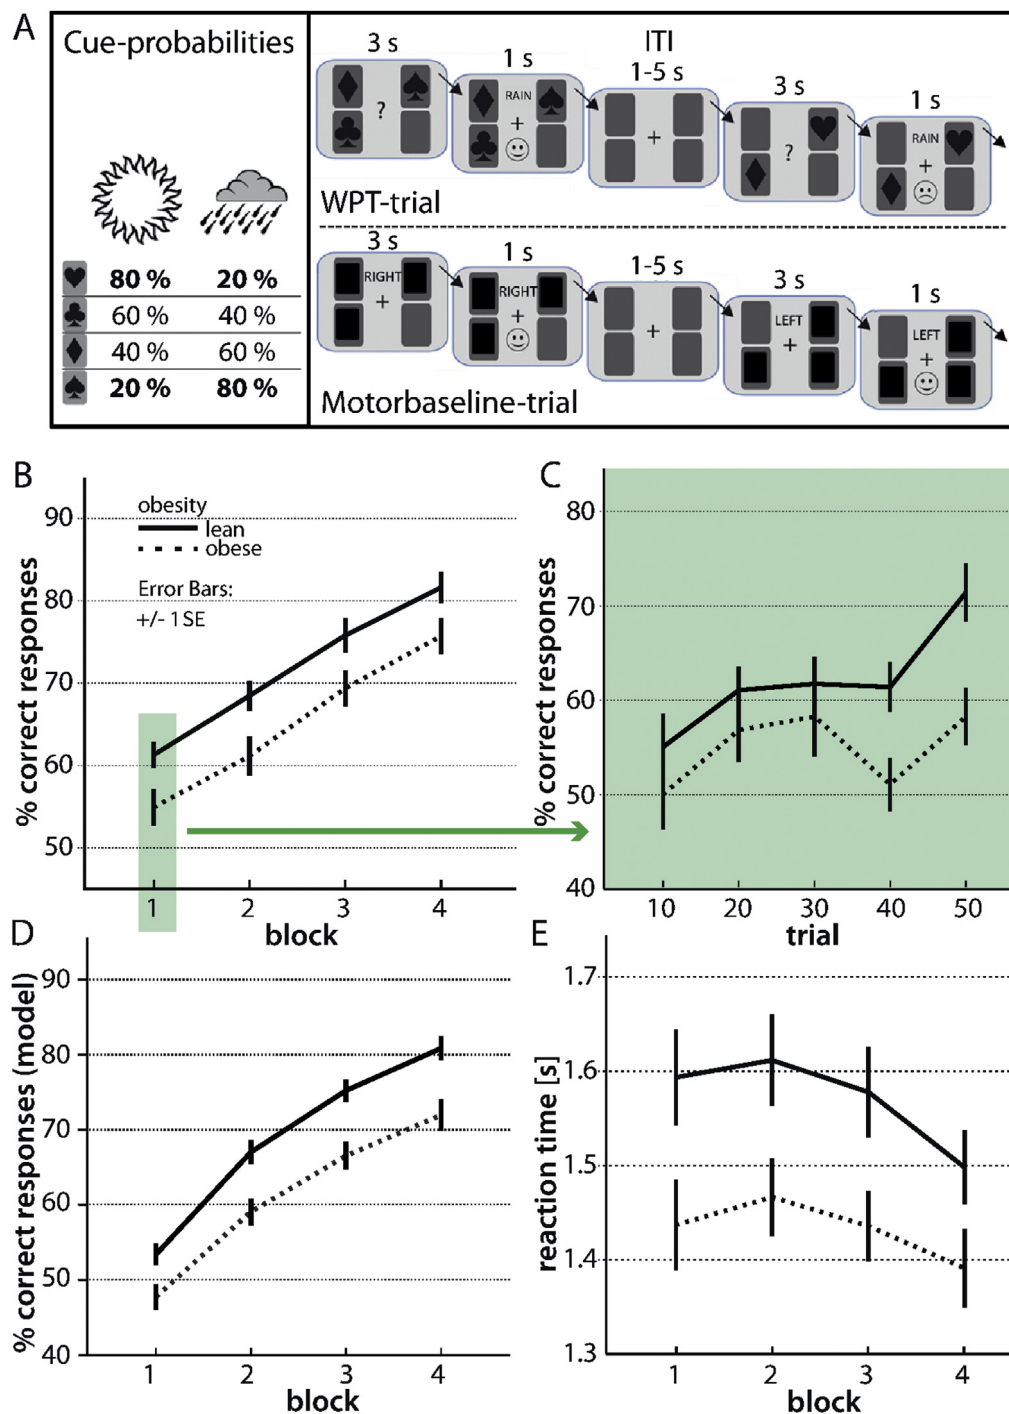 A
Cue-probabilities
80 % 20 %
60 % 40 %
40 % 60 %
20 % 80 %
ITI
3 s 1 s 1-5 s 3 s 1 s
?
RAIN
+
+
?
RAIN
+
WPT-trial
3 s 1 s 1-5 s 3 s 1 s
RIGHT
+
RIGHT
+
+
LEFT
+
LEFT
+
Motorbaseline-trial
B
% correct responses
90
80
70
60
50
obesity
lean
obese
Error Bars:
+/- 1 SE
1 2 3 4
block
C
% correct responses
80
70
60
50
40
10 20 30 40 50
trial
D
% correct responses (model)
90
80
70
60
50
40
1 2 3 4
block
E
reaction time [s]
1.7
1.6
1.5
1.4
1.3
1 2 3 4
block